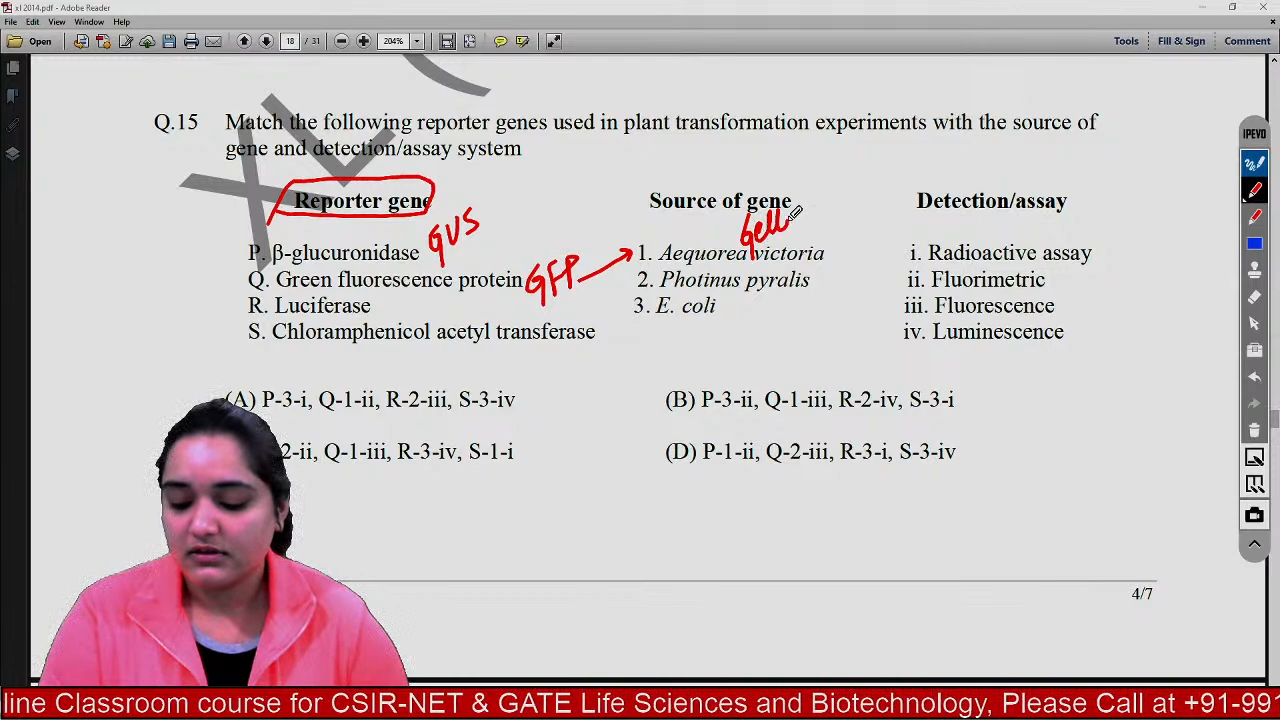 xl 2014.pdf - Adobe Reader
File Edit View Window Help
Open 18 / 31 204% Tools Fill & Sign Comment
Q.15 Match the following reporter genes used in plant transformation experiments with the source of
gene and detection/assay system
IPEVO
Reporter gene Source of gene Detection/assay
GUS
P. β-glucuronidase 1. Aequorea victoria i. Radioactive assay
GFP
Q. Green fluorescence protein 2. Photinus pyralis ii. Fluorimetric
R. Luciferase 3. E. coli iii. Fluorescence
S. Chloramphenicol acetyl transferase iv. Luminescence
(A) P-3-i, Q-1-ii, R-2-iii, S-3-iv (B) P-3-ii, Q-1-iii, R-2-iv, S-3-i
2-ii, Q-1-iii, R-3-iv, S-1-i (D) P-1-ii, Q-2-iii, R-3-i, S-3-iv
4/7
line Classroom course for CSIR-NET & GATE Life Sciences and Biotechnology, Please Call at +91-991